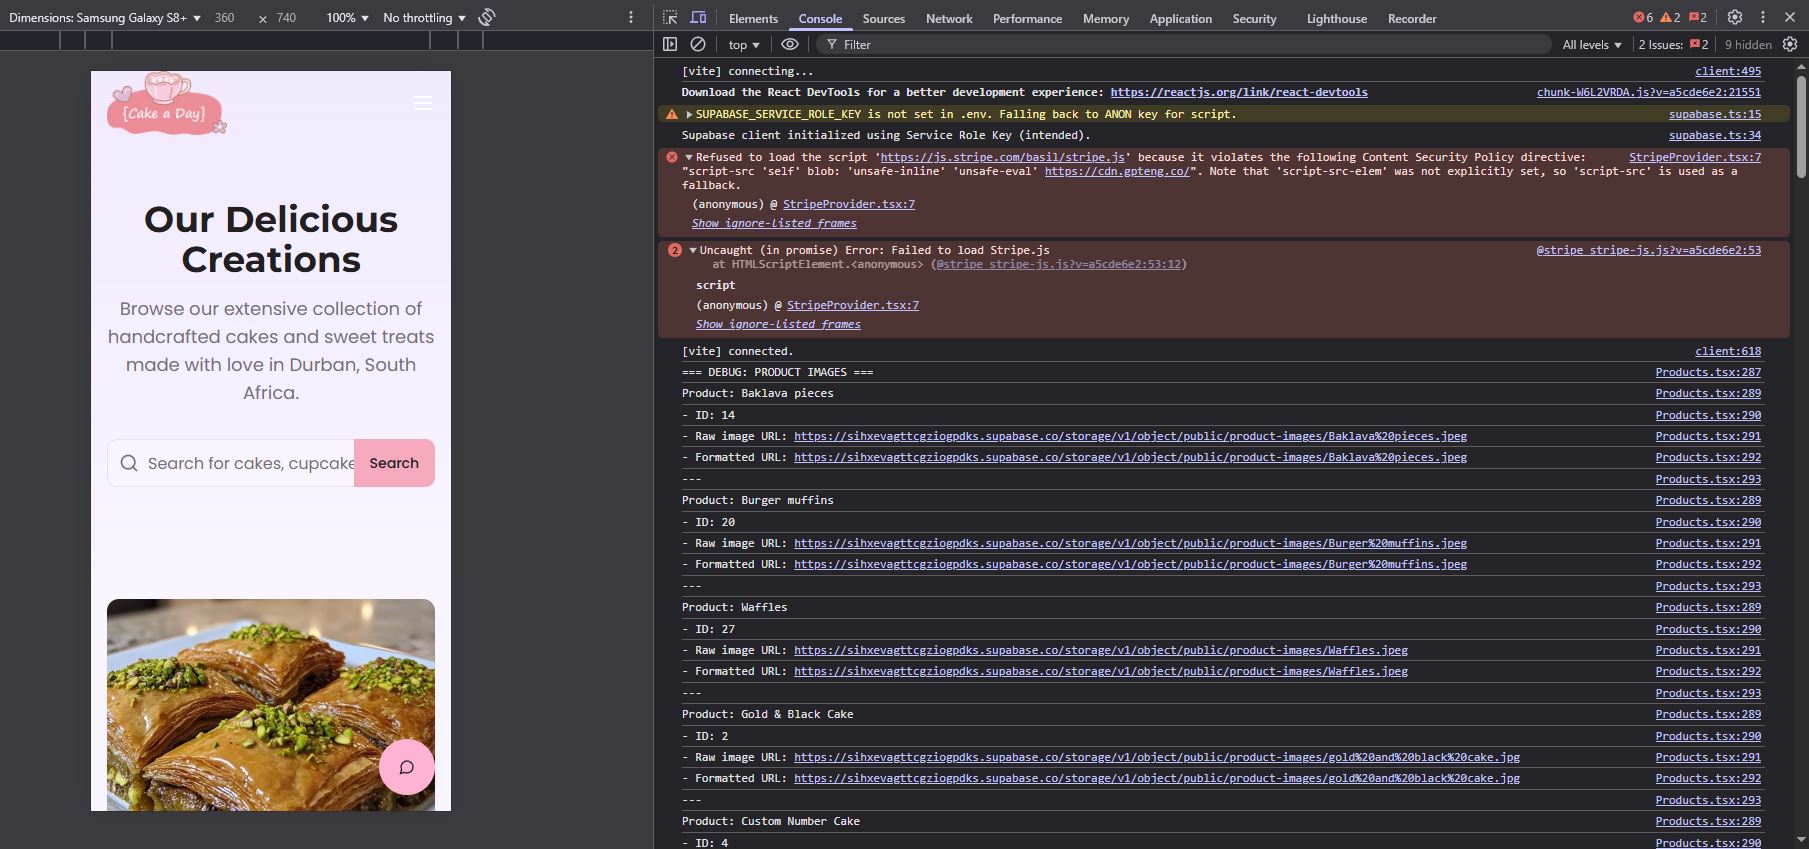 Dimensions: Samsung Galaxy S8+ 360 × 740 100% No throttling
{Cake a Day}
Our Delicious
Creations
Browse our extensive collection of
handcrafted cakes and sweet treats
made with love in Durban, South
Africa.
Search for cakes, cupcake Search
Elements Console Sources Network Performance Memory Application Security Lighthouse Recorder 6 2 2
top Filter All levels 2 Issues: 2 9 hidden
[vite] connecting... client:495
Download the React DevTools for a better development experience: https://reactjs.org/link/react-devtools chunk-W6L2VRDA.js?v=a5cde6e2:21551
SUPABASE_SERVICE_ROLE_KEY is not set in .env. Falling back to ANON key for script. supabase.ts:15
Supabase client initialized using Service Role Key (intended). supabase.ts:34
Refused to load the script 'https://js.stripe.com/basil/stripe.js' because it violates the following Content Security Policy directive: StripeProvider.tsx:7
"script-src 'self' blob: 'unsafe-inline' 'unsafe-eval' https://cdn.gpteng.co/". Note that 'script-src-elem' was not explicitly set, so 'script-src' is used as a
fallback.
(anonymous) @ StripeProvider.tsx:7
Show ignore-listed frames
2 Uncaught (in promise) Error: Failed to load Stripe.js @stripe_stripe-js.js?v=a5cde6e2:53
at HTMLScriptElement.<anonymous> (@stripe_stripe-js.js?v=a5cde6e2:53:12)
script
(anonymous) @ StripeProvider.tsx:7
Show ignore-listed frames
[vite] connected. client:618
=== DEBUG: PRODUCT IMAGES === Products.tsx:287
Product: Baklava pieces Products.tsx:289
- ID: 14 Products.tsx:290
- Raw image URL: https://sihxevagttcgziogpdks.supabase.co/storage/v1/object/public/product-images/Baklava%20pieces.jpeg Products.tsx:291
- Formatted URL: https://sihxevagttcgziogpdks.supabase.co/storage/v1/object/public/product-images/Baklava%20pieces.jpeg Products.tsx:292
--- Products.tsx:293
Product: Burger muffins Products.tsx:289
- ID: 20 Products.tsx:290
- Raw image URL: https://sihxevagttcgziogpdks.supabase.co/storage/v1/object/public/product-images/Burger%20muffins.jpeg Products.tsx:291
- Formatted URL: https://sihxevagttcgziogpdks.supabase.co/storage/v1/object/public/product-images/Burger%20muffins.jpeg Products.tsx:292
--- Products.tsx:293
Product: Waffles Products.tsx:289
- ID: 27 Products.tsx:290
- Raw image URL: https://sihxevagttcgziogpdks.supabase.co/storage/v1/object/public/product-images/Waffles.jpeg Products.tsx:291
- Formatted URL: https://sihxevagttcgziogpdks.supabase.co/storage/v1/object/public/product-images/Waffles.jpeg Products.tsx:292
--- Products.tsx:293
Product: Gold & Black Cake Products.tsx:289
- ID: 2 Products.tsx:290
- Raw image URL: https://sihxevagttcgziogpdks.supabase.co/storage/v1/object/public/product-images/gold%20and%20black%20cake.jpg Products.tsx:291
- Formatted URL: https://sihxevagttcgziogpdks.supabase.co/storage/v1/object/public/product-images/gold%20and%20black%20cake.jpg Products.tsx:292
--- Products.tsx:293
Product: Custom Number Cake Products.tsx:289
- ID: 4 Products.tsx:290